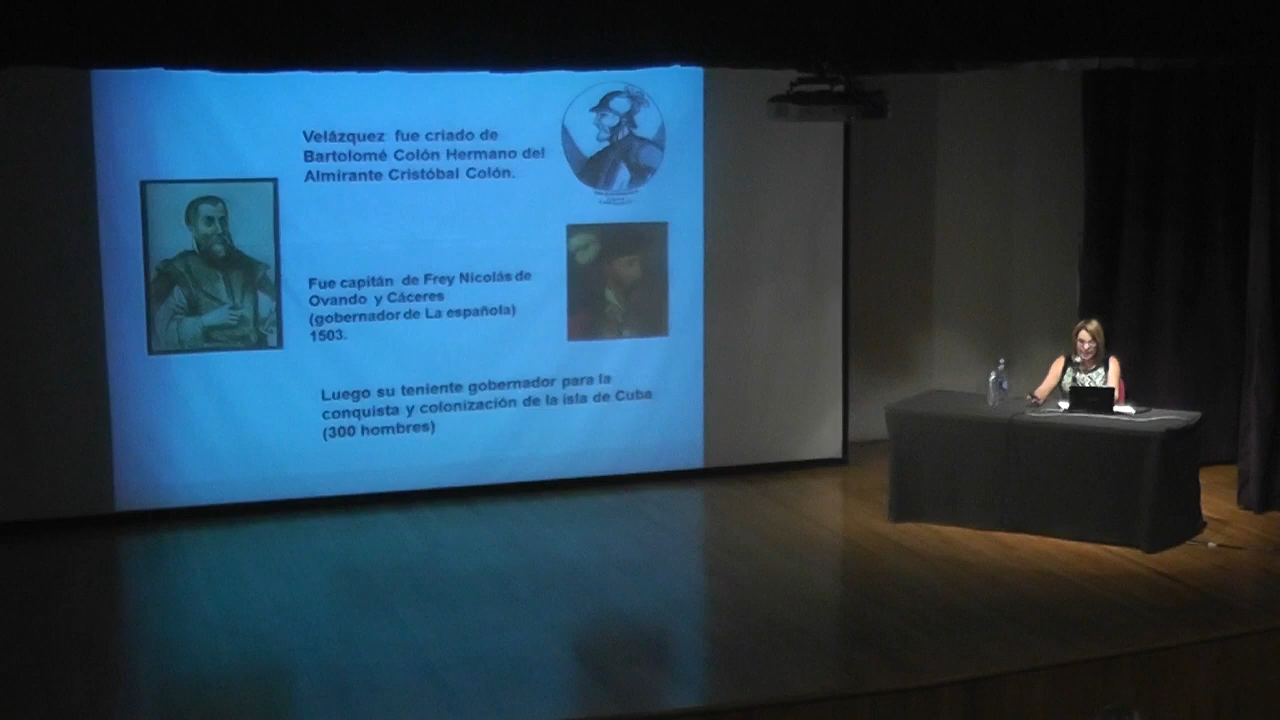 Velázquez fue criado de
Bartolomé Colón Hermano del
Almirante Cristóbal Colón.
Fue capitán de Frey Nicolás de
Ovando y Cáceres
(gobernador de La española)
1503.
Luego su teniente gobernador para la
conquista y colonización de la isla de Cuba
(300 hombres)